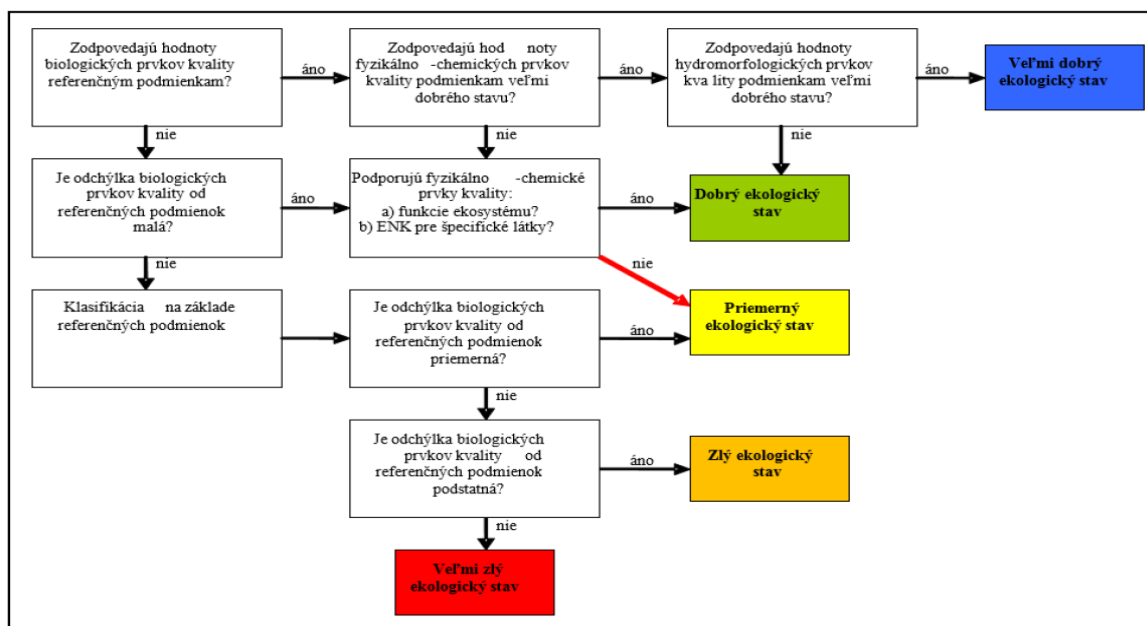 Zodpovedajú hodnoty
biologických prvkov kvality
referenčným podmienkam?
áno
Zodpovedajú hod noty
fyzikálno -chemických prvkov
kvality podmienkam veľmi
dobrého stavu?
áno
Zodpovedajú hodnoty
hydromorfologických prvkov
kva lity podmienkam veľmi
dobrého stavu?
áno
Veľmi dobrý
ekologický stav
nie
nie
nie
Je odchýlka biologických
prvkov kvality od
referenčných podmienok
malá?
áno
Podporujú fyzikálno -chemické
prvky kvality:
a) funkcie ekosystému?
b) ENK pre špecifické látky?
áno
Dobrý ekologický
stav
nie
nie
Klasifikácia na základe
referenčných podmienok
Je odchýlka biologických
prvkov kvality od
referenčných podmienok
priemerná?
áno
Priemerný
ekologický stav
nie
Je odchýlka biologických
prvkov kvality od
referenčných podmienok
podstatná?
áno
Zlý ekologický
stav
nie
Veľmi zlý
ekologický stav